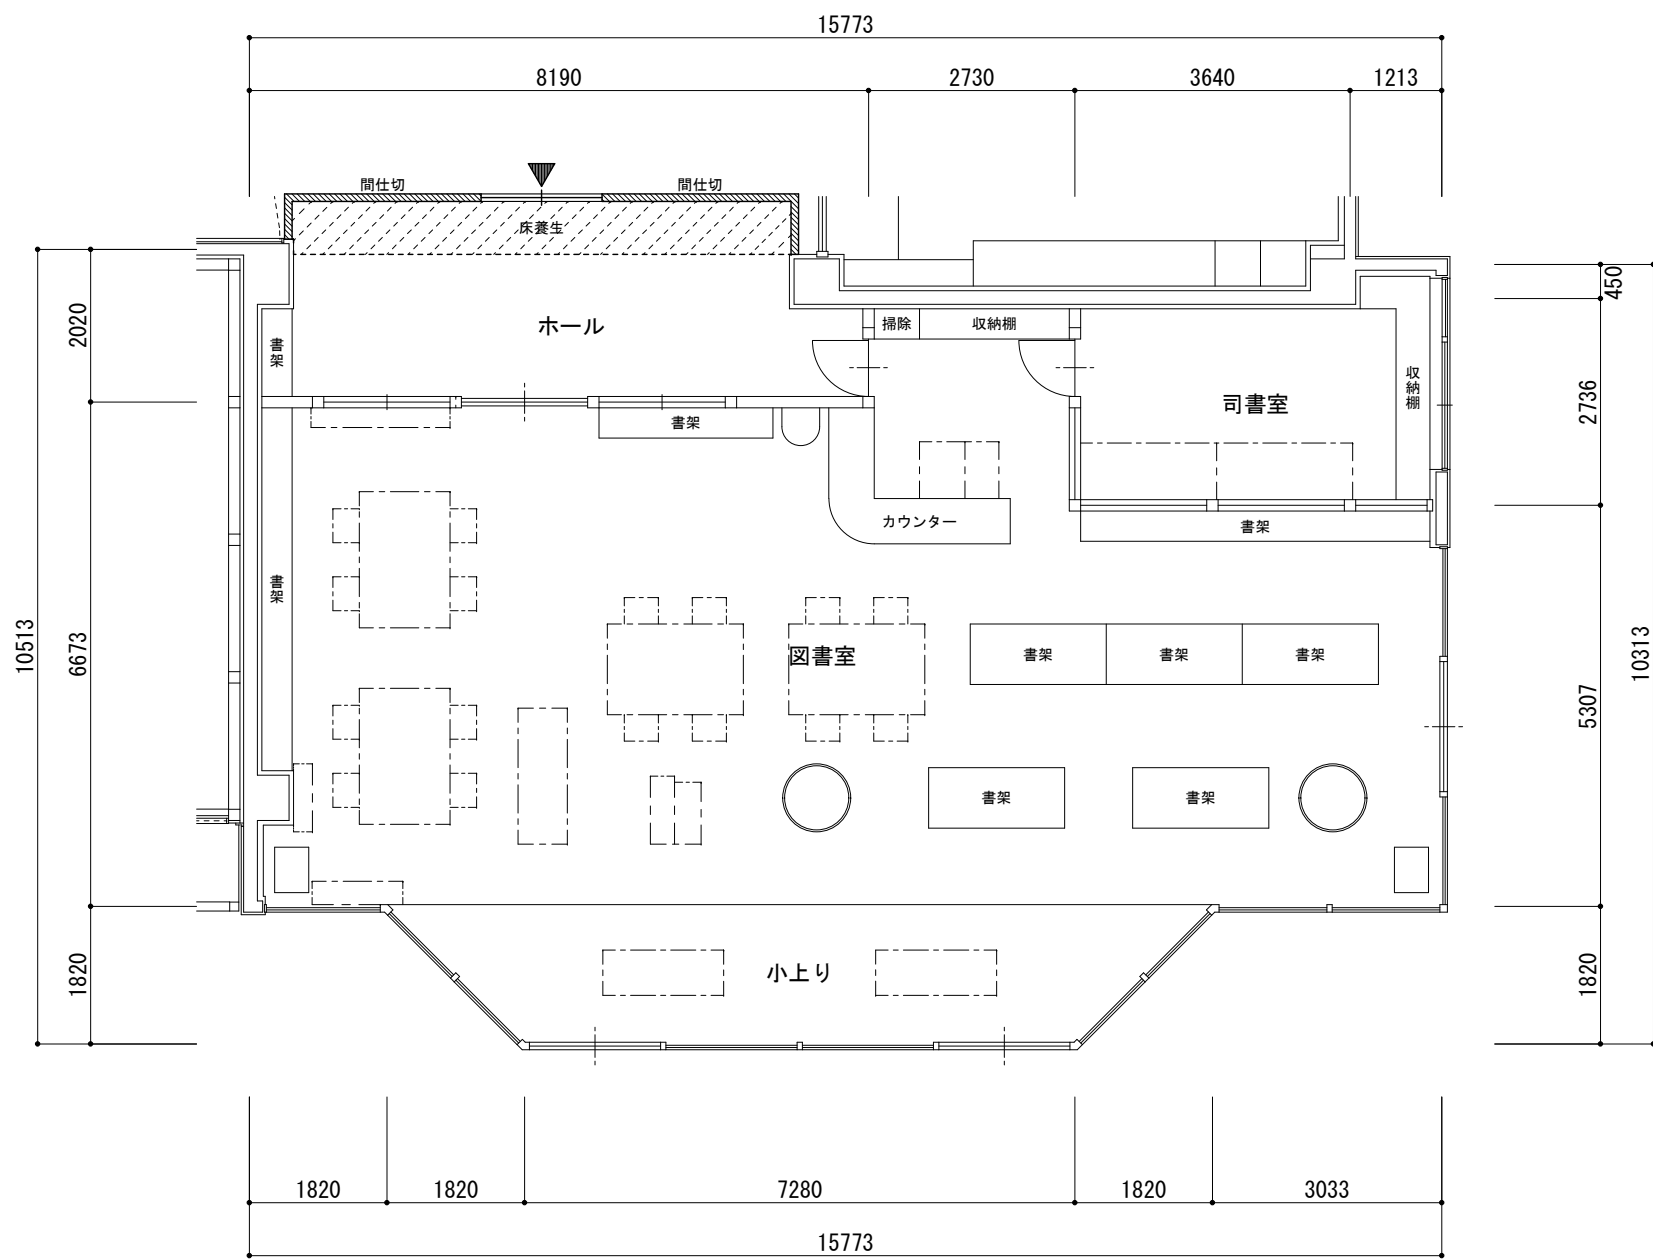 15773
8190
2730
3640
1213
間仕切
間仕切
床養生
450
2020
ホール
掃除
収納棚
書架
収納棚
2736
司書室
書架
カウンター
書架
書架
10513
6673
図書室
書架
書架
書架
5307
10313
書架
書架
1820
小上り
1820
1820
1820
7280
1820
3033
15773